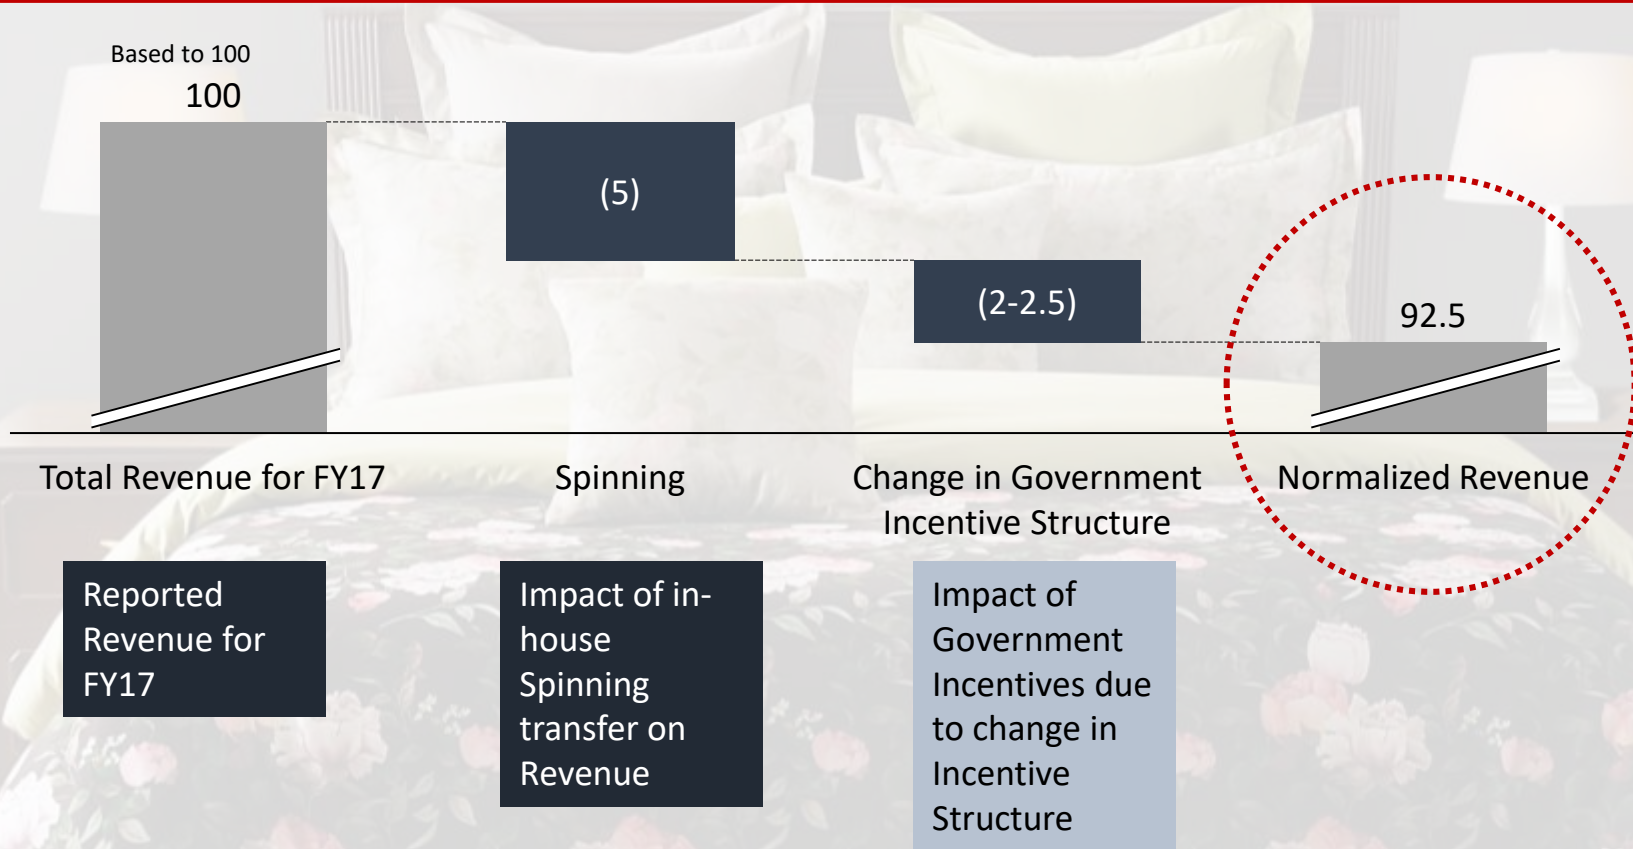 Based to 100
100
(5)
(2-2.5)
92.5
Total Revenue for FY17
Spinning
Change in Government
Incentive Structure
Normalized Revenue
Reported
Revenue for
FY17
Impact of in-
house
Spinning
transfer on
Revenue
Impact of
Government
Incentives due
to change in
Incentive
Structure